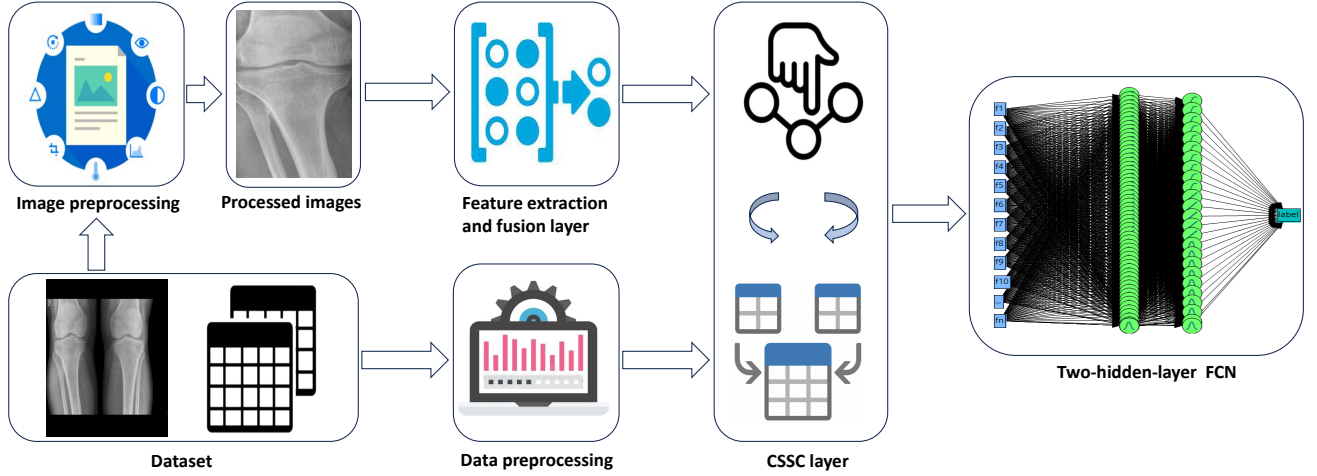 Image preprocessing
Processed images
Feature extraction
and fusion layer
Dataset
Data preprocessing
CSSC layer
f1
f2
f3
f4
f5
f6
f7
f8
f9
f10
...
fn
label
Two-hidden-layer FCN